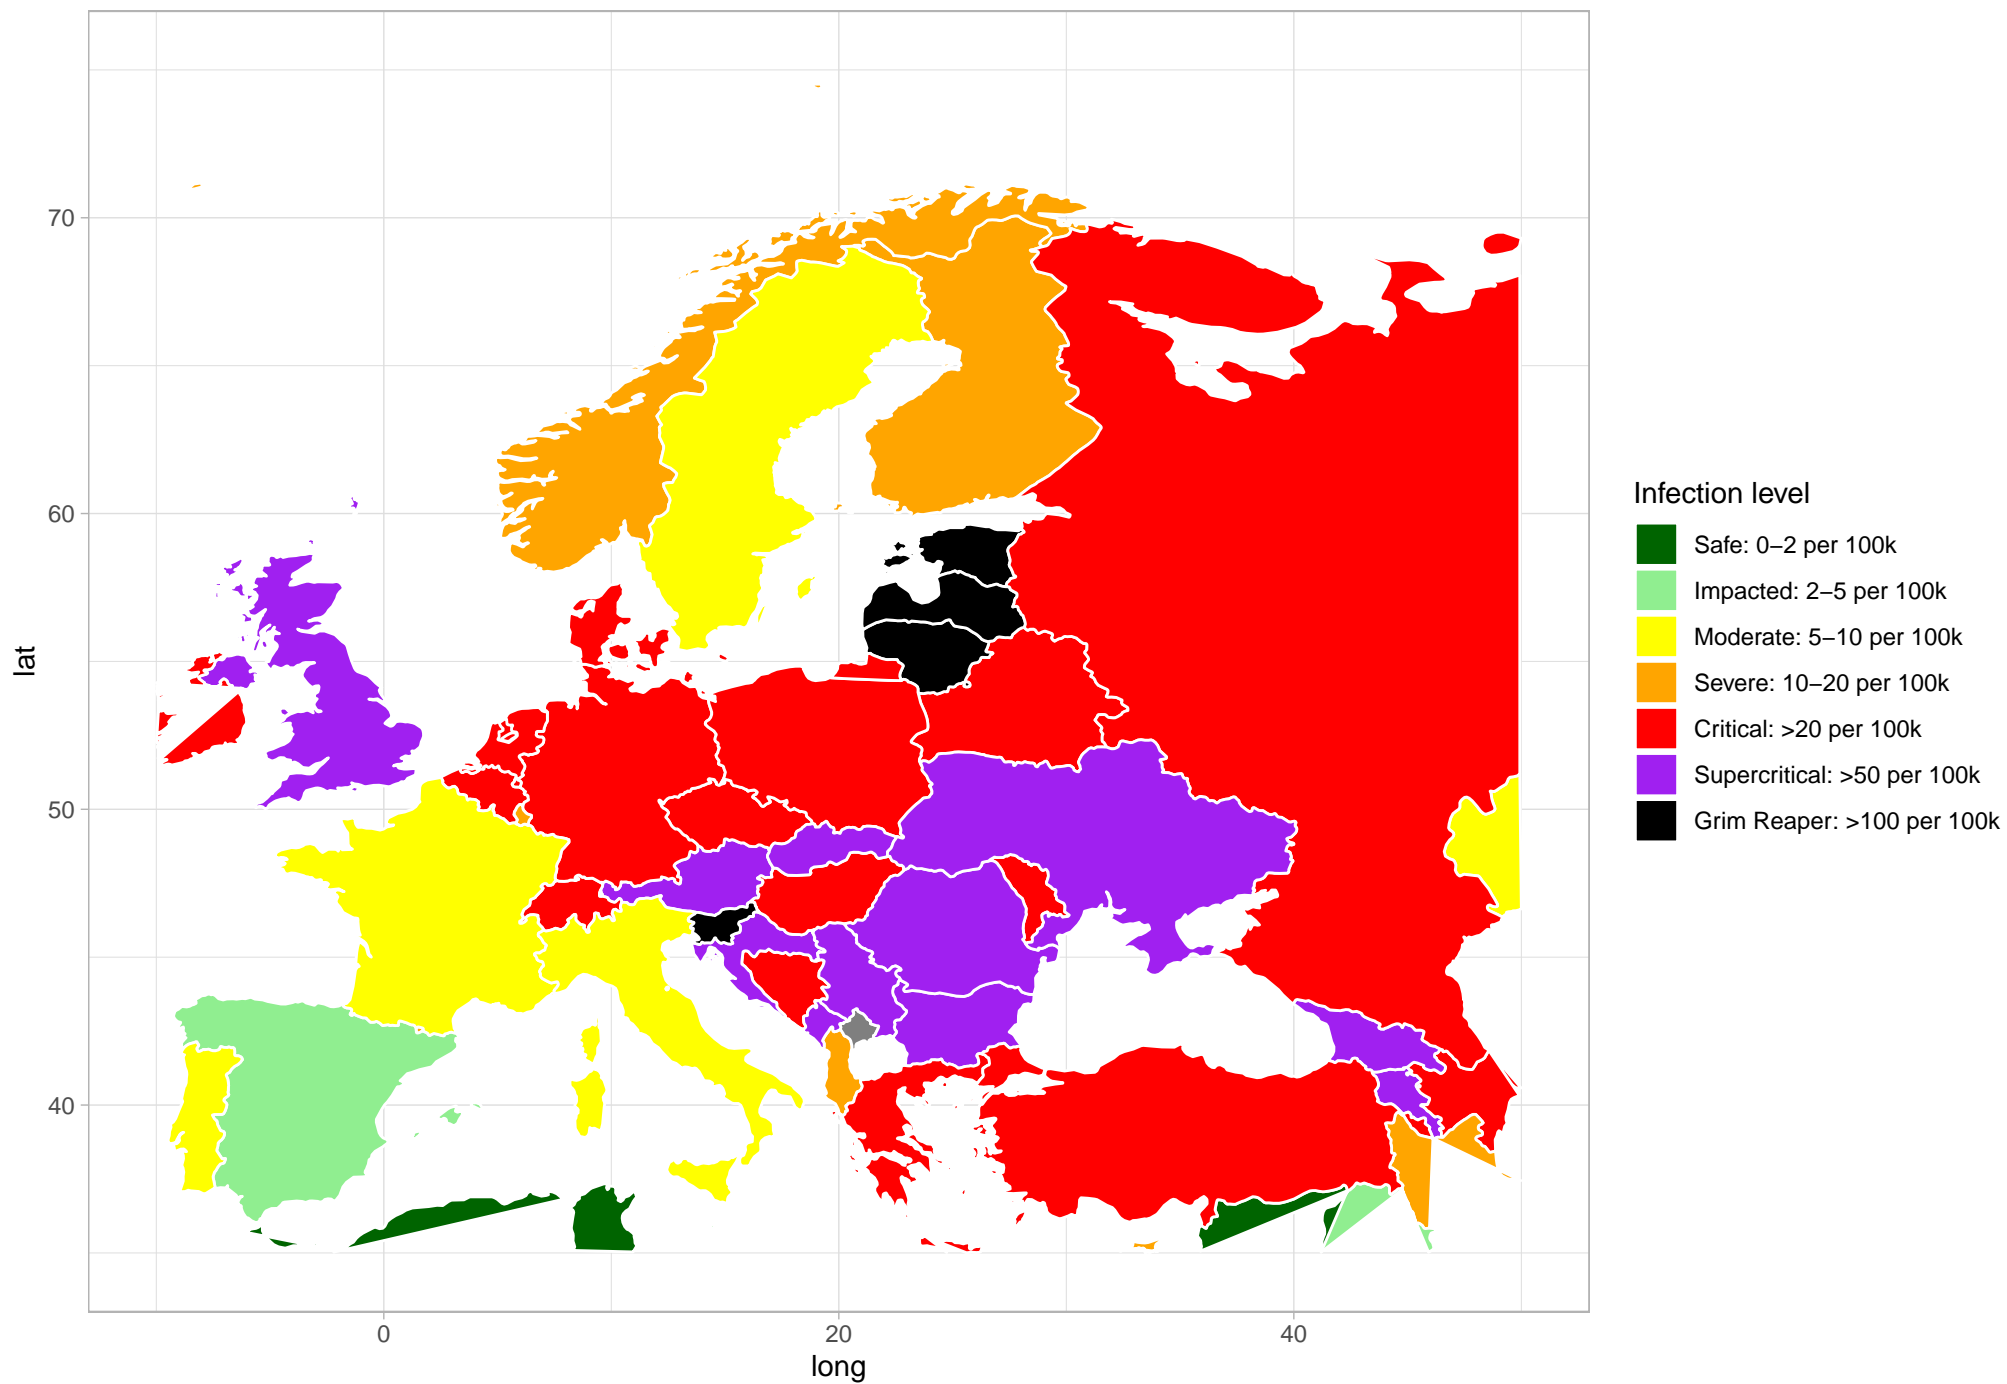 70
60
50
40
lat
0
20
40
long
Infection level
Safe: 0−2 per 100k
Impacted: 2−5 per 100k
Moderate: 5−10 per 100k
Severe: 10−20 per 100k
Critical: >20 per 100k
Supercritical: >50 per 100k
Grim Reaper: >100 per 100k